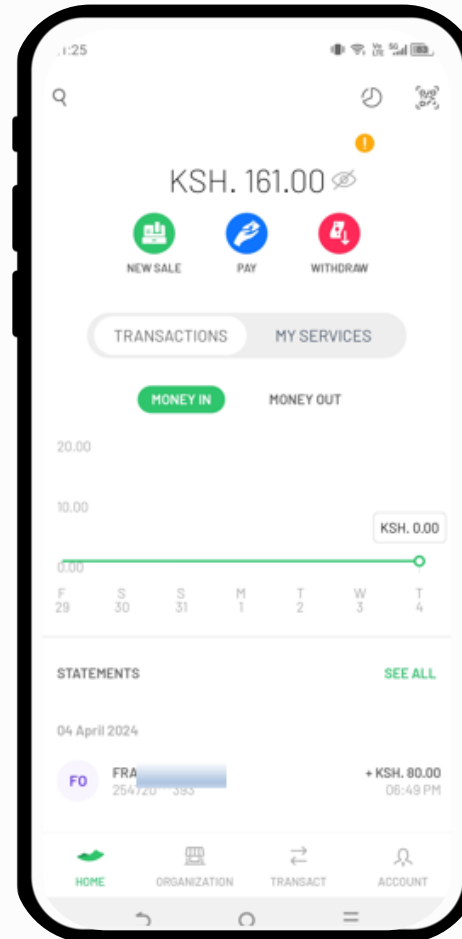 1:25
KSH. 161.00
NEW SALE PAY WITHDRAW
TRANSACTIONS MY SERVICES
MONEY IN MONEY OUT
20.00
10.00
KSH. 0.00
0.00
F S S M T W T
29 30 31 1 2 3 4
STATEMENTS SEE ALL
04 April 2024
FO FRA + KSH. 80.00
254720 393 06:49 PM
HOME ORGANIZATION TRANSACT ACCOUNT